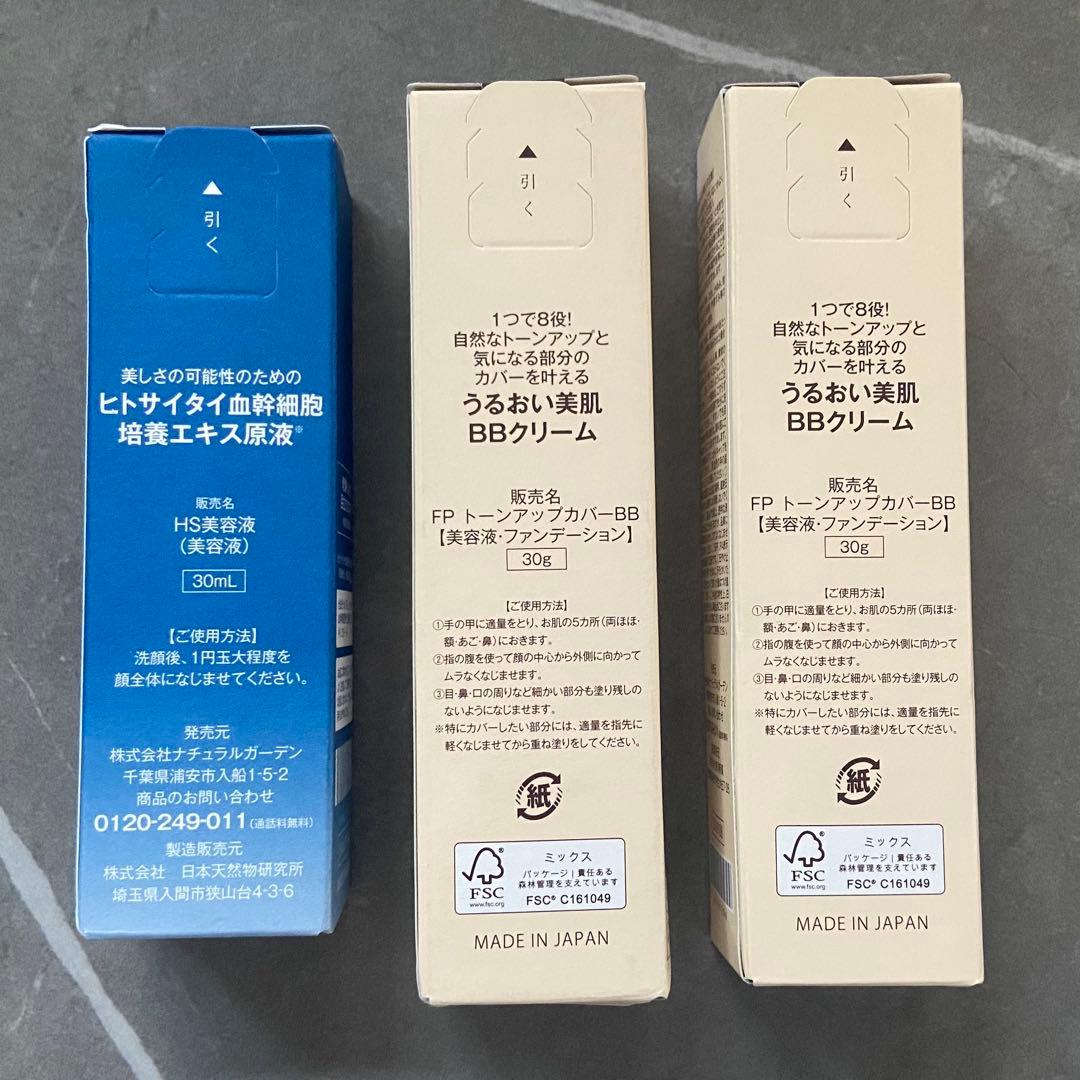 ▲
引
く
美しさの可能性のための
ヒトサイタイ血幹細胞
培養エキス原液※
販売名
HS美容液
(美容液)
30mL
【ご使用方法】
洗顔後、1円玉大程度を
顔全体になじませてください。
発売元
株式会社ナチュラルガーデン
千葉県浦安市入船1-5-2
商品のお問い合わせ
0120-249-011(通話料無料)
製造販売元
株式会社 日本天然物研究所
埼玉県入間市狭山台4-3-6
▲
引
く
1つで8役!
自然なトーンアップと
気になる部分の
カバーを叶える
うるおい美肌
BBクリーム
販売名
FP トーンアップカバーBB
【美容液・ファンデーション】
30g
【ご使用方法】
①手の甲に適量をとり、お肌の5カ所(両ほほ・
額・あご・鼻)におきます。
②指の腹を使って顔の中心から外側に向かって
ムラなくなじませます。
③目・鼻・口の周りなど細かい部分も塗り残しの
ないようになじませます。
※特にカバーしたい部分には、適量を指先に
軽くなじませてから重ね塗りをしてください。
紙
FSC
www.fsc.org
ミックス
パッケージ|責任ある
森林管理を支えています
FSC® C161049
MADE IN JAPAN
▲
引
く
1つで8役!
自然なトーンアップと
気になる部分の
カバーを叶える
うるおい美肌
BBクリーム
販売名
FP トーンアップカバーBB
【美容液・ファンデーション】
30g
【ご使用方法】
①手の甲に適量をとり、お肌の5カ所(両ほほ・
額・あご・鼻)におきます。
②指の腹を使って顔の中心から外側に向かって
ムラなくなじませます。
③目・鼻・口の周りなど細かい部分も塗り残しの
ないようになじませます。
※特にカバーしたい部分には、適量を指先に
軽くなじませてから重ね塗りをしてください。
紙
FSC
www.fsc.org
ミックス
パッケージ|責任ある
森林管理を支えています
FSC® C161049
MADE IN JAPAN